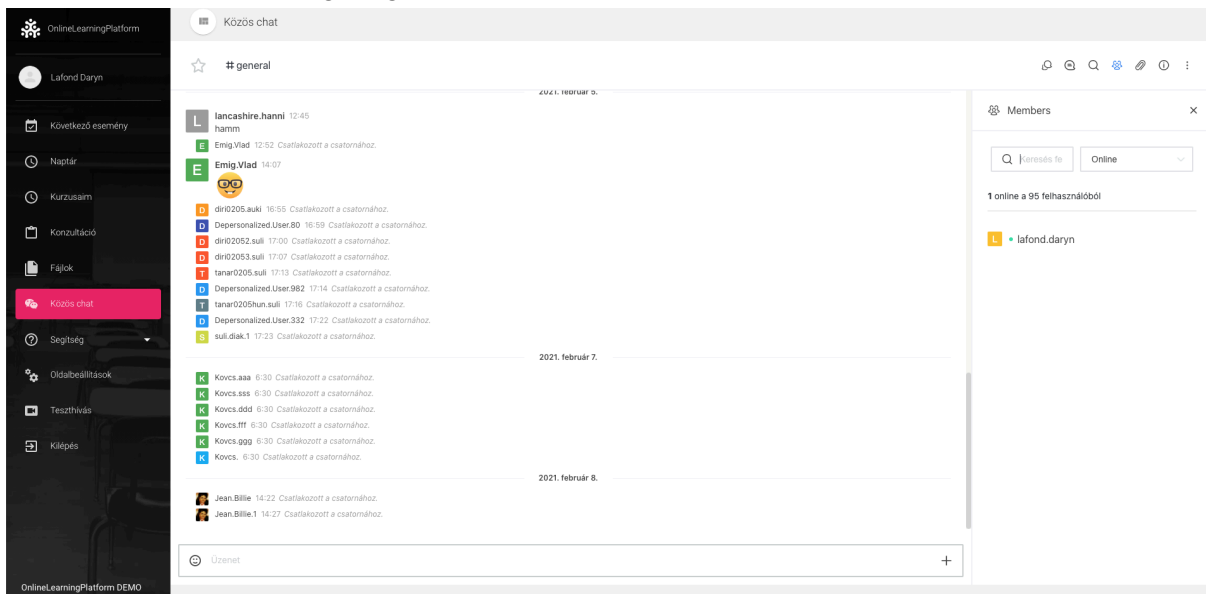 OnlineLearningPlatform
Lafond Daryn
Következő esemény
Naptár
Kurzusaim
Konzultáció
Fájlok
Közös chat
Segítség
Oldalbeállítások
Teszthívás
Kilépés
OnlineLearningPlatform DEMO
Közös chat
# general
2021. február 5.
L lancashire.hanni 12:45
hamm
E Emig.Vlad 12:52 Csatlakozott a csatornához.
E Emig.Vlad 14:07
D diri0205.auki 16:55 Csatlakozott a csatornához.
D Depersonalized.User.80 16:59 Csatlakozott a csatornához.
D diri02052.suli 17:00 Csatlakozott a csatornához.
D diri02053.suli 17:07 Csatlakozott a csatornához.
T tanar0205.suli 17:13 Csatlakozott a csatornához.
D Depersonalized.User.982 17:14 Csatlakozott a csatornához.
T tanar0205hun.suli 17:16 Csatlakozott a csatornához.
D Depersonalized.User.332 17:22 Csatlakozott a csatornához.
S suli.diak.1 17:23 Csatlakozott a csatornához.
2021. február 7.
K Kovcs.aaa 6:30 Csatlakozott a csatornához.
K Kovcs.sss 6:30 Csatlakozott a csatornához.
K Kovcs.ddd 6:30 Csatlakozott a csatornához.
K Kovcs.fff 6:30 Csatlakozott a csatornához.
K Kovcs.ggg 6:30 Csatlakozott a csatornához.
K Kovcs. 6:30 Csatlakozott a csatornához.
2021. február 8.
Jean.Billie 14:22 Csatlakozott a csatornához.
Jean.Billie.1 14:27 Csatlakozott a csatornához.
Üzenet
Members
Keresés fe
Online
1 online a 95 felhasználóból
L lafond.daryn